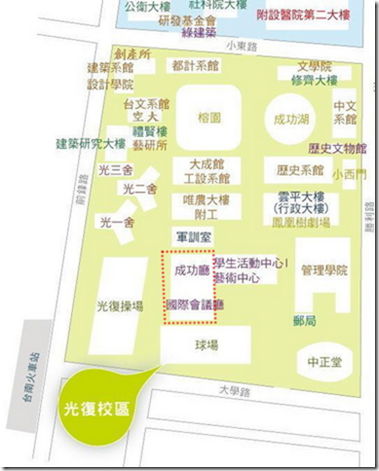 公衛大樓
社科院大樓
研發基金會
附設醫院第二大樓
綠建築
小東路
創產所
建築系館
都計系館
文學院
設計學院
修齊大樓
台文系館
空大
榕園
成功湖
中文
系館
禮賢樓
建築研究大樓
藝研所
歷史文物館
光三舍
大成館
工設系館
歷史系館
小西門
光二舍
前鋒路
唯農大樓
附工
雲平大樓
(行政大樓)
勝利路
光一舍
鳳凰樹劇場
軍訓室
成功廳
學生活動中心I
藝術中心
管理學院
光復操場
國際會議廳
郵局
球場
中正堂
台南火車站
大學路
光復校區